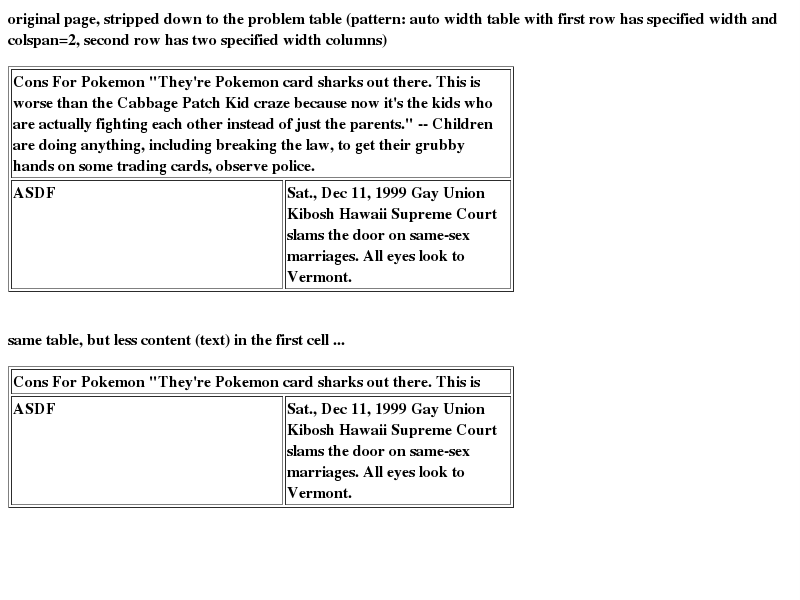 original page, stripped down to the problem table (pattern: auto width table with first row has specified width and
colspan=2, second row has two specified width columns)
Cons For Pokemon "They're Pokemon card sharks out there. This is
worse than the Cabbage Patch Kid craze because now it's the kids who
are actually fighting each other instead of just the parents." -- Children
are doing anything, including breaking the law, to get their grubby
hands on some trading cards, observe police.
ASDF
Sat., Dec 11, 1999 Gay Union
Kibosh Hawaii Supreme Court
slams the door on same-sex
marriages. All eyes look to
Vermont.
same table, but less content (text) in the first cell ...
Cons For Pokemon "They're Pokemon card sharks out there. This is
ASDF
Sat., Dec 11, 1999 Gay Union
Kibosh Hawaii Supreme Court
slams the door on same-sex
marriages. All eyes look to
Vermont.